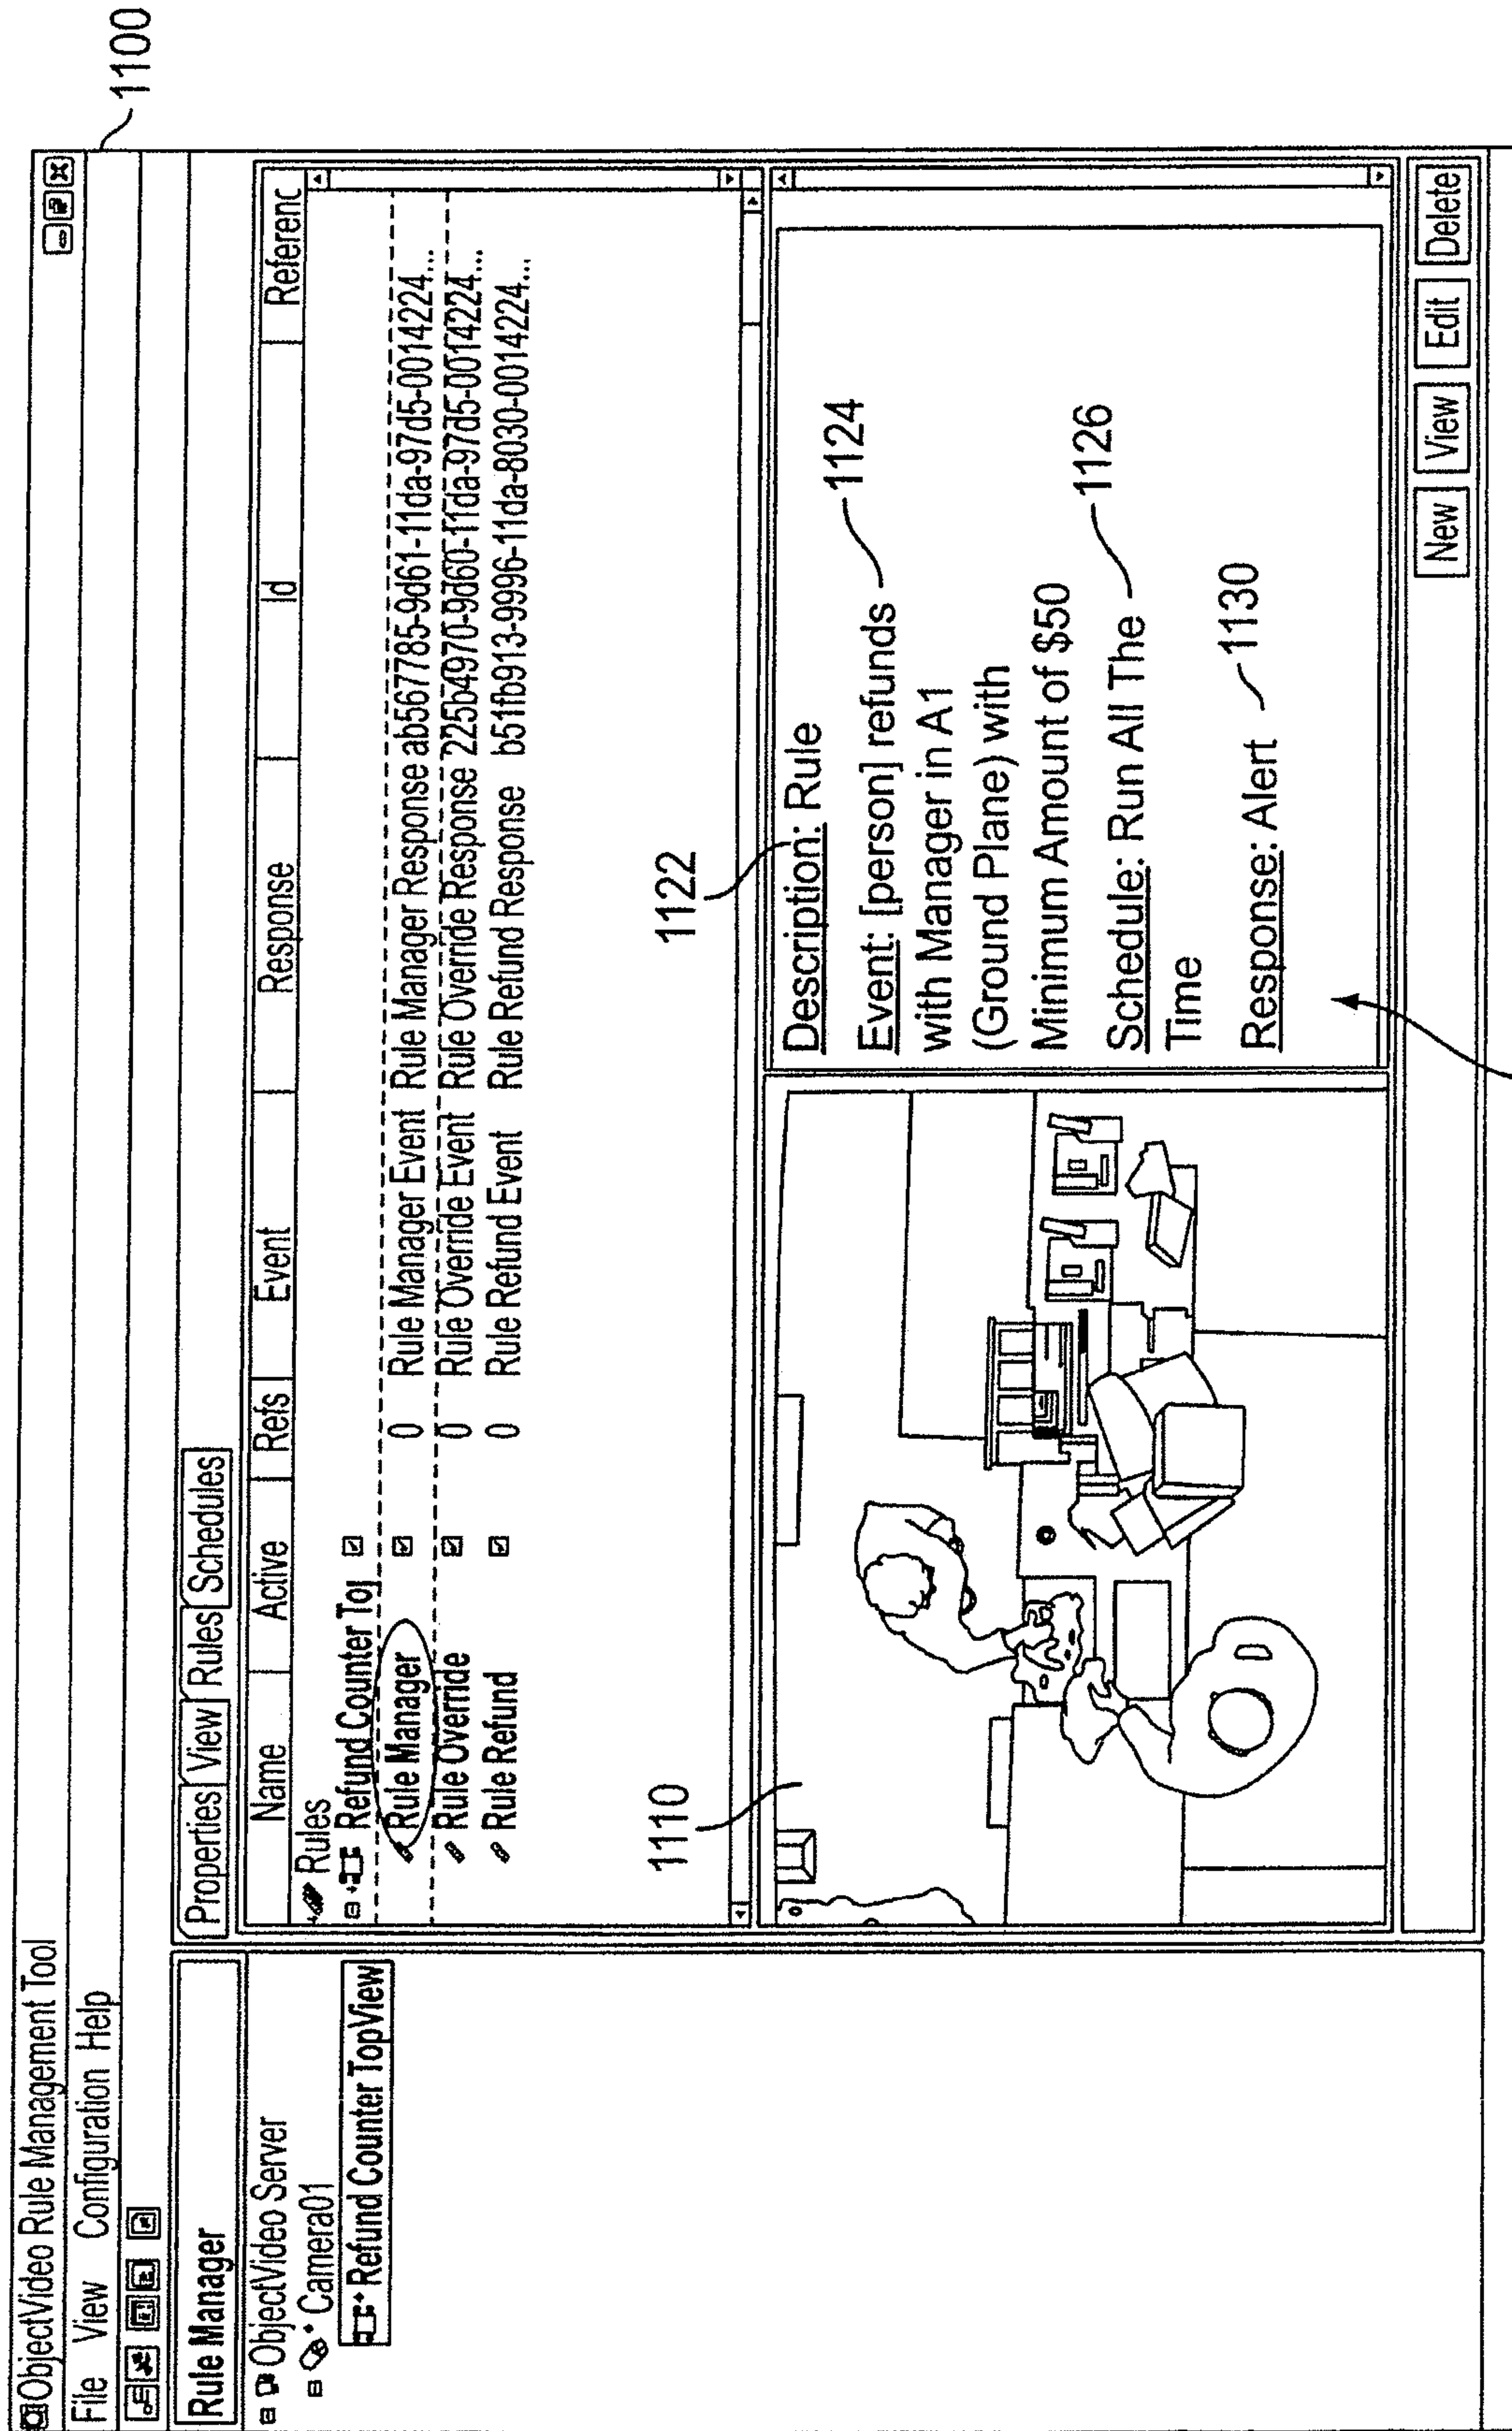 1100
ObjectVideo Rule Management Tool
File View Configuration Help
Rule Manager
ObjectVideo Server
Camera01
Refund Counter TopView
Properties View Rules Schedules
Name Active Refs Event Response Id Referenc
Rules
Refund Counter To
Rule Manager 0 Rule Manager Event Rule Manager Response ab567785-9d61-11da-97d5-0014224...
Rule Override 0 Rule Override Event Rule Override Response 225b4970-9d60-11da-97d5-0014224...
Rule Refund 0 Rule Refund Event Rule Refund Response b51fb913-9996-11da-8030-0014224...
1110
1122
Description: Rule
Event: [person] refunds 1124
with Manager in A1
(Ground Plane) with
Minimum Amount of $50
Schedule: Run All The 1126
Time
Response: Alert 1130
New View Edit Delete